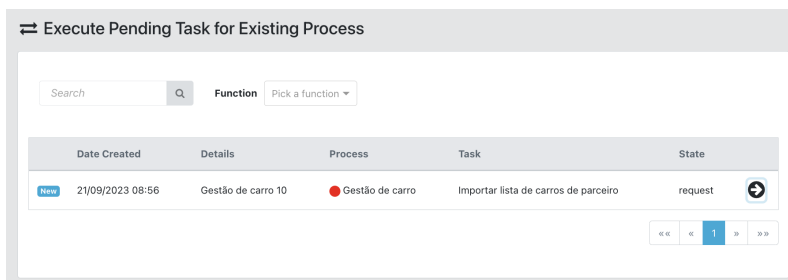 Execute Pending Task for Existing Process
Search Function Pick a function
Date Created Details Process Task State
New 21/09/2023 08:56 Gestão de carro 10 Gestão de carro Importar lista de carros de parceiro request
«« « 1 » »»